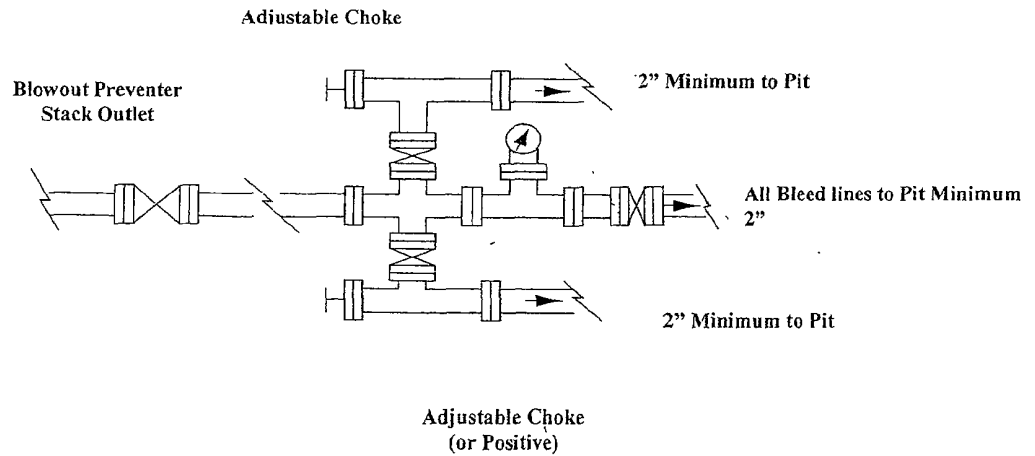 Adjustable Choke
Blowout Preventer
Stack Outlet
2" Minimum to Pit
All Bleed lines to Pit Minimum
2"
2" Minimum to Pit
Adjustable Choke
(or Positive)